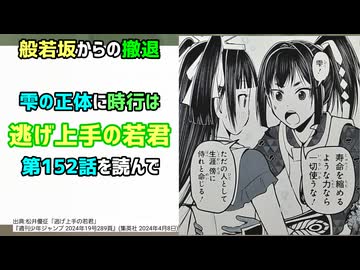 般若坂からの撤退
雫の正体に時行は
逃げ上手の若君
第152話を読んで
出典:松井優征『逃げ上手の若君』
「週刊少年ジャンプ 2024年19号289頁」(集英社 2024年4月8日)
雫!
寿命を縮める
ような力なら
一切使うな!
ただの人として
生涯僕に
侍れと命じる!